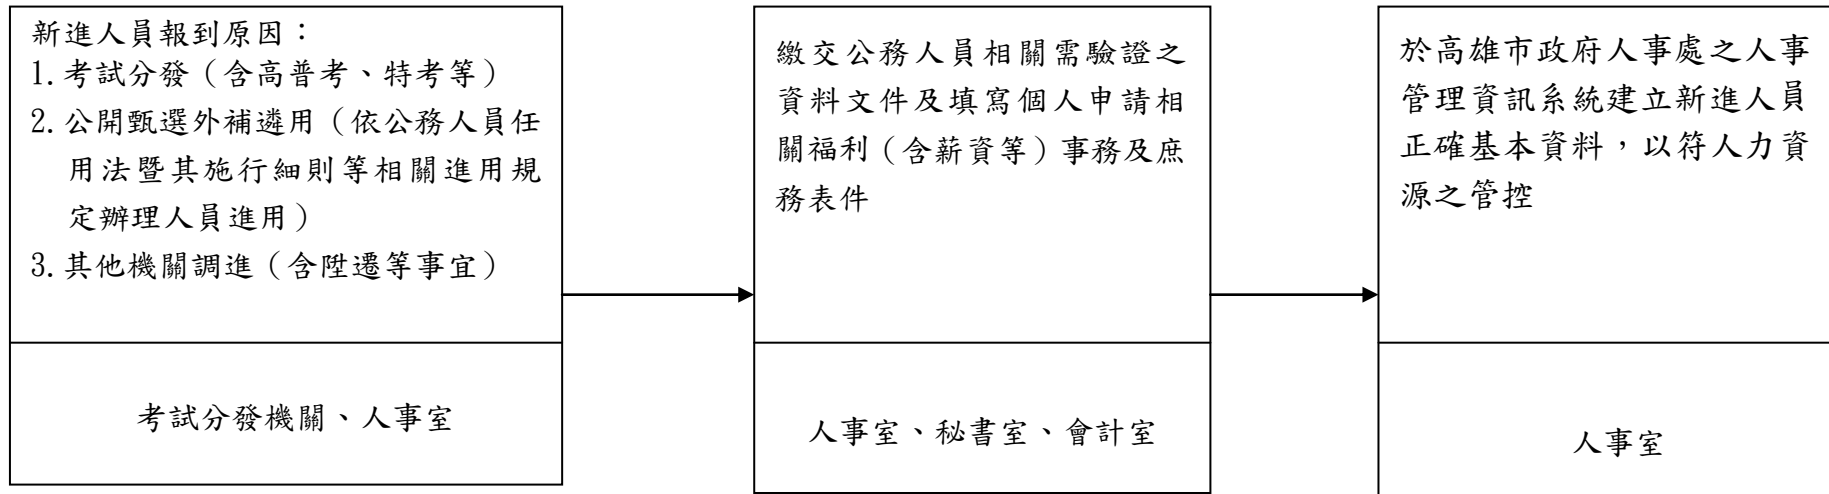 新進人員報到原因：
1.考試分發（含高普考、特考等）
2.公開甄選外補遴用（依公務人員任
用法暨其施行細則等相關進用規
定辦理人員進用）
3.其他機關調進（含陞遷等事宜）
考試分發機關、人事室
繳交公務人員相關需驗證之
資料文件及填寫個人申請相
關福利（含薪資等）事務及庶
務表件
人事室、秘書室、會計室
於高雄市政府人事處之人事
管理資訊系統建立新進人員
正確基本資料，以符人力資
源之管控
人事室